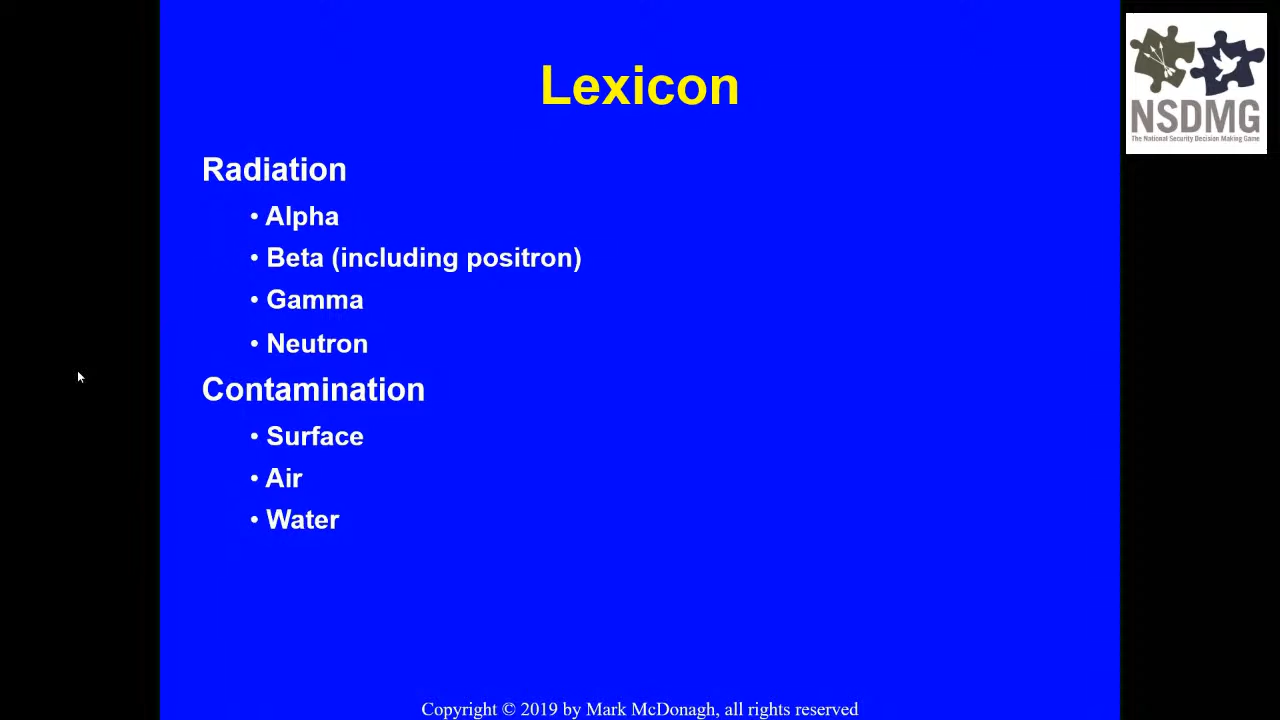 Lexicon
NSDMG
The National Security Decision Making Game
Radiation
• Alpha
• Beta (including positron)
• Gamma
• Neutron
Contamination
• Surface
• Air
• Water
Copyright © 2019 by Mark McDonagh, all rights reserved